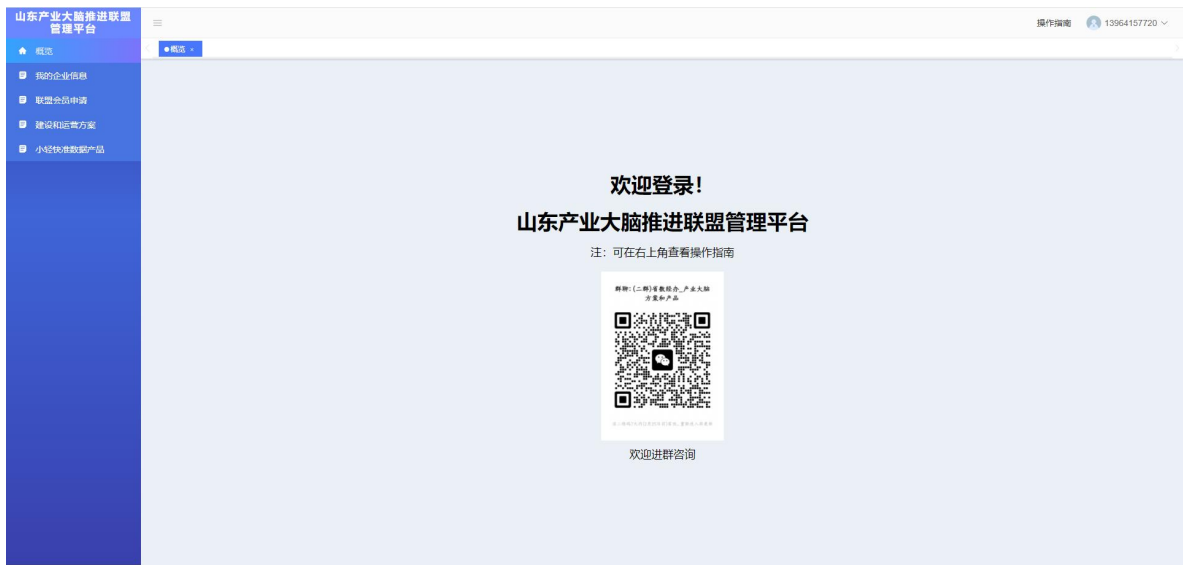 山东产业大脑推进联盟
管理平台
操作指南
13964157720
概览
概览 ×
我的企业信息
联盟会员申请
建设和运营方案
小轻快准数据产品
欢迎登录！
山东产业大脑推进联盟管理平台
注：可在右上角查看操作指南
群聊:(二群)省数经办_产业大脑
方案和产品
欢迎进群咨询